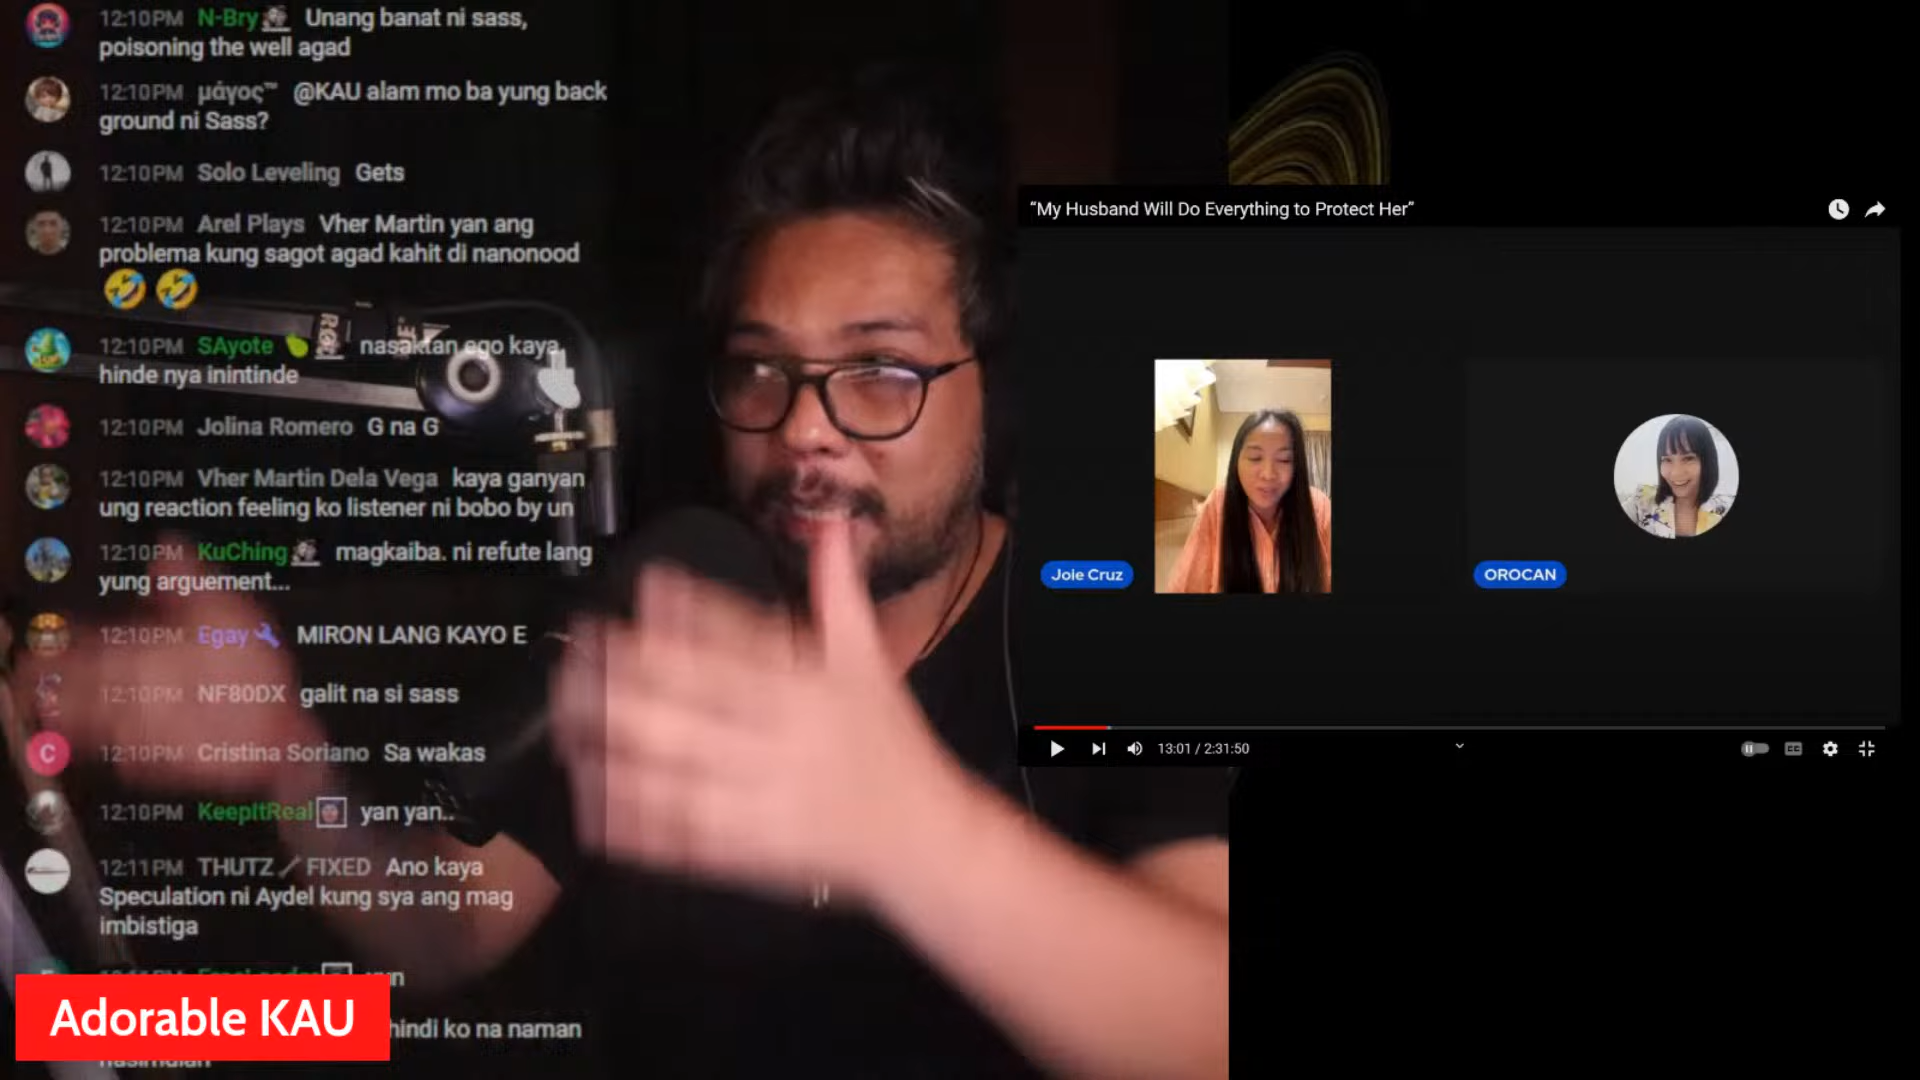 12:10PM N-Bry Unang banat ni sass,
poisoning the well agad
12:10PM μάγος™ @KAU alam mo ba yung back
ground ni Sass?
12:10PM Solo Leveling Gets
12:10PM Arel Plays Vher Martin yan ang
problema kung sagot agad kahit di nanonood
12:10PM SAyote nasaktan ego kaya,
hinde nya inintinde
12:10PM Jolina Romero G na G
12:10PM Vher Martin Dela Vega kaya ganyan
ung reaction feeling ko listener ni bobo by un
12:10PM KuChing magkaiba. ni refute lang
yung arguement...
12:10PM Egay MIRON LANG KAYO E
12:10PM NF80DX galit na si sass
C 12:10PM Cristina Soriano Sa wakas
12:10PM KeepItReal yan yan..
12:11PM THUTZ FIXED Ano kaya
Speculation ni Aydel kung sya ang mag
imbistiga
hindi ko na naman
Adorable KAU
RØDE
“My Husband Will Do Everything to Protect Her”
Joie Cruz
OROCAN
13:01 / 2:31:50
CC